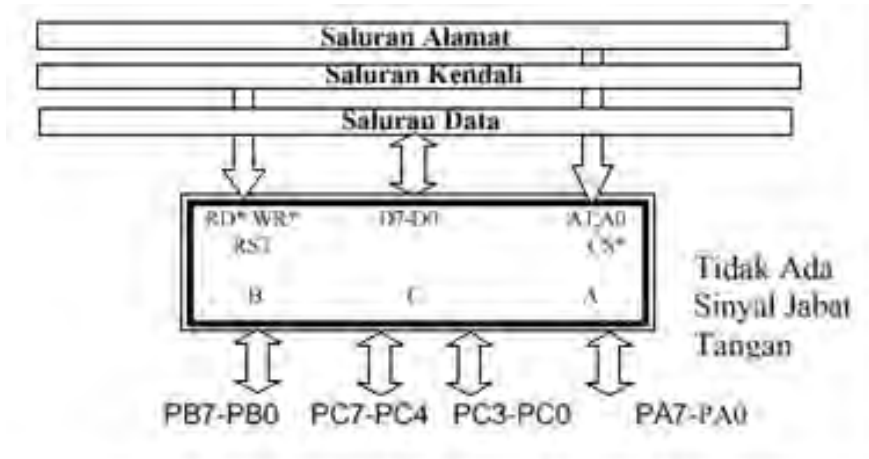 Saluran Alamat
Saluran Kendali
Saluran Data
RD* WR* D7-D0 A1,A0
RST CS*
B C A
Tidak Ada
Sinyal Jabat
Tangan
PB7-PB0 PC7-PC4 PC3-PC0 PA7-PA0